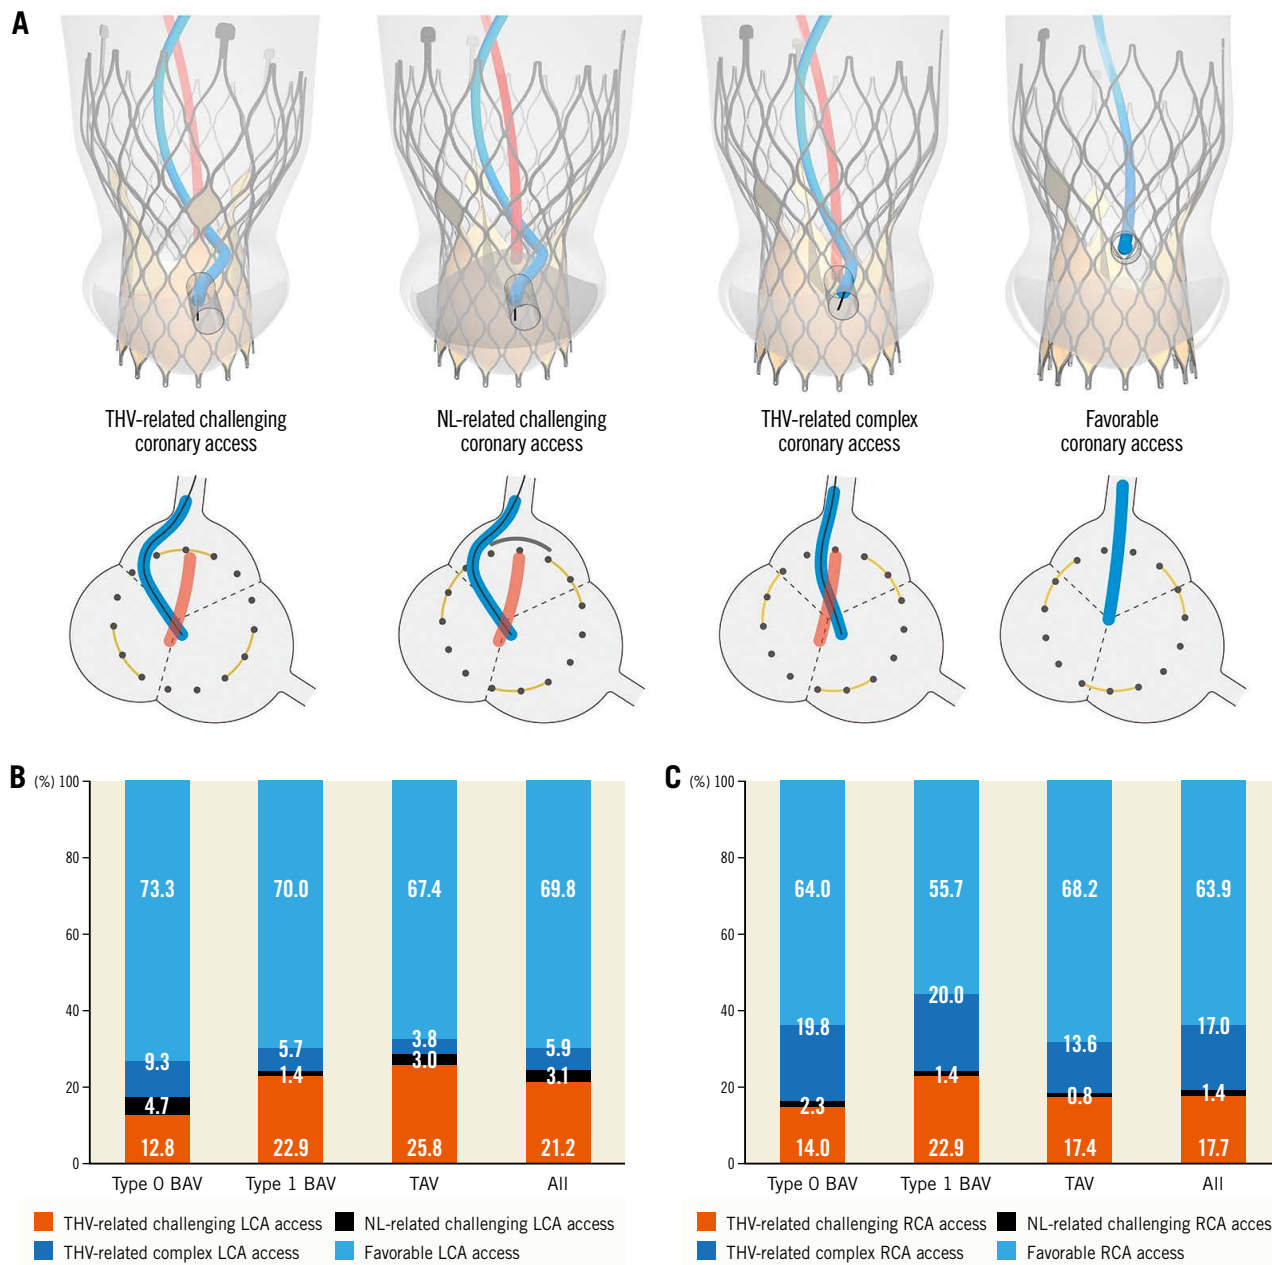 A
THV-related challenging
coronary access
NL-related challenging
coronary access
THV-related complex
coronary access
Favorable
coronary access
B
(%) 100
80
60
40
20
0
73.3
9.3
4.7
12.8
70.0
5.7
1.4
22.9
67.4
3.8
3.0
25.8
69.8
5.9
3.1
21.2
Type 0 BAV
Type 1 BAV
TAV
All
THV-related challenging LCA access
NL-related challenging LCA access
THV-related complex LCA access
Favorable LCA access
C
(%) 100
80
60
40
20
0
64.0
19.8
2.3
14.0
55.7
20.0
1.4
22.9
68.2
13.6
0.8
17.4
63.9
17.0
1.4
17.7
Type 0 BAV
Type 1 BAV
TAV
All
THV-related challenging RCA access
NL-related challenging RCA acces
THV-related complex RCA access
Favorable RCA access